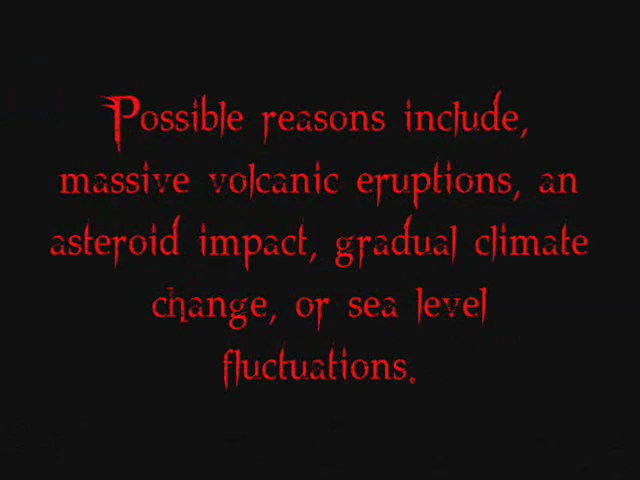 Possible reasons include,
massive volcanic eruptions, an
asteroid impact, gradual climate
change, or sea level
fluctuations.